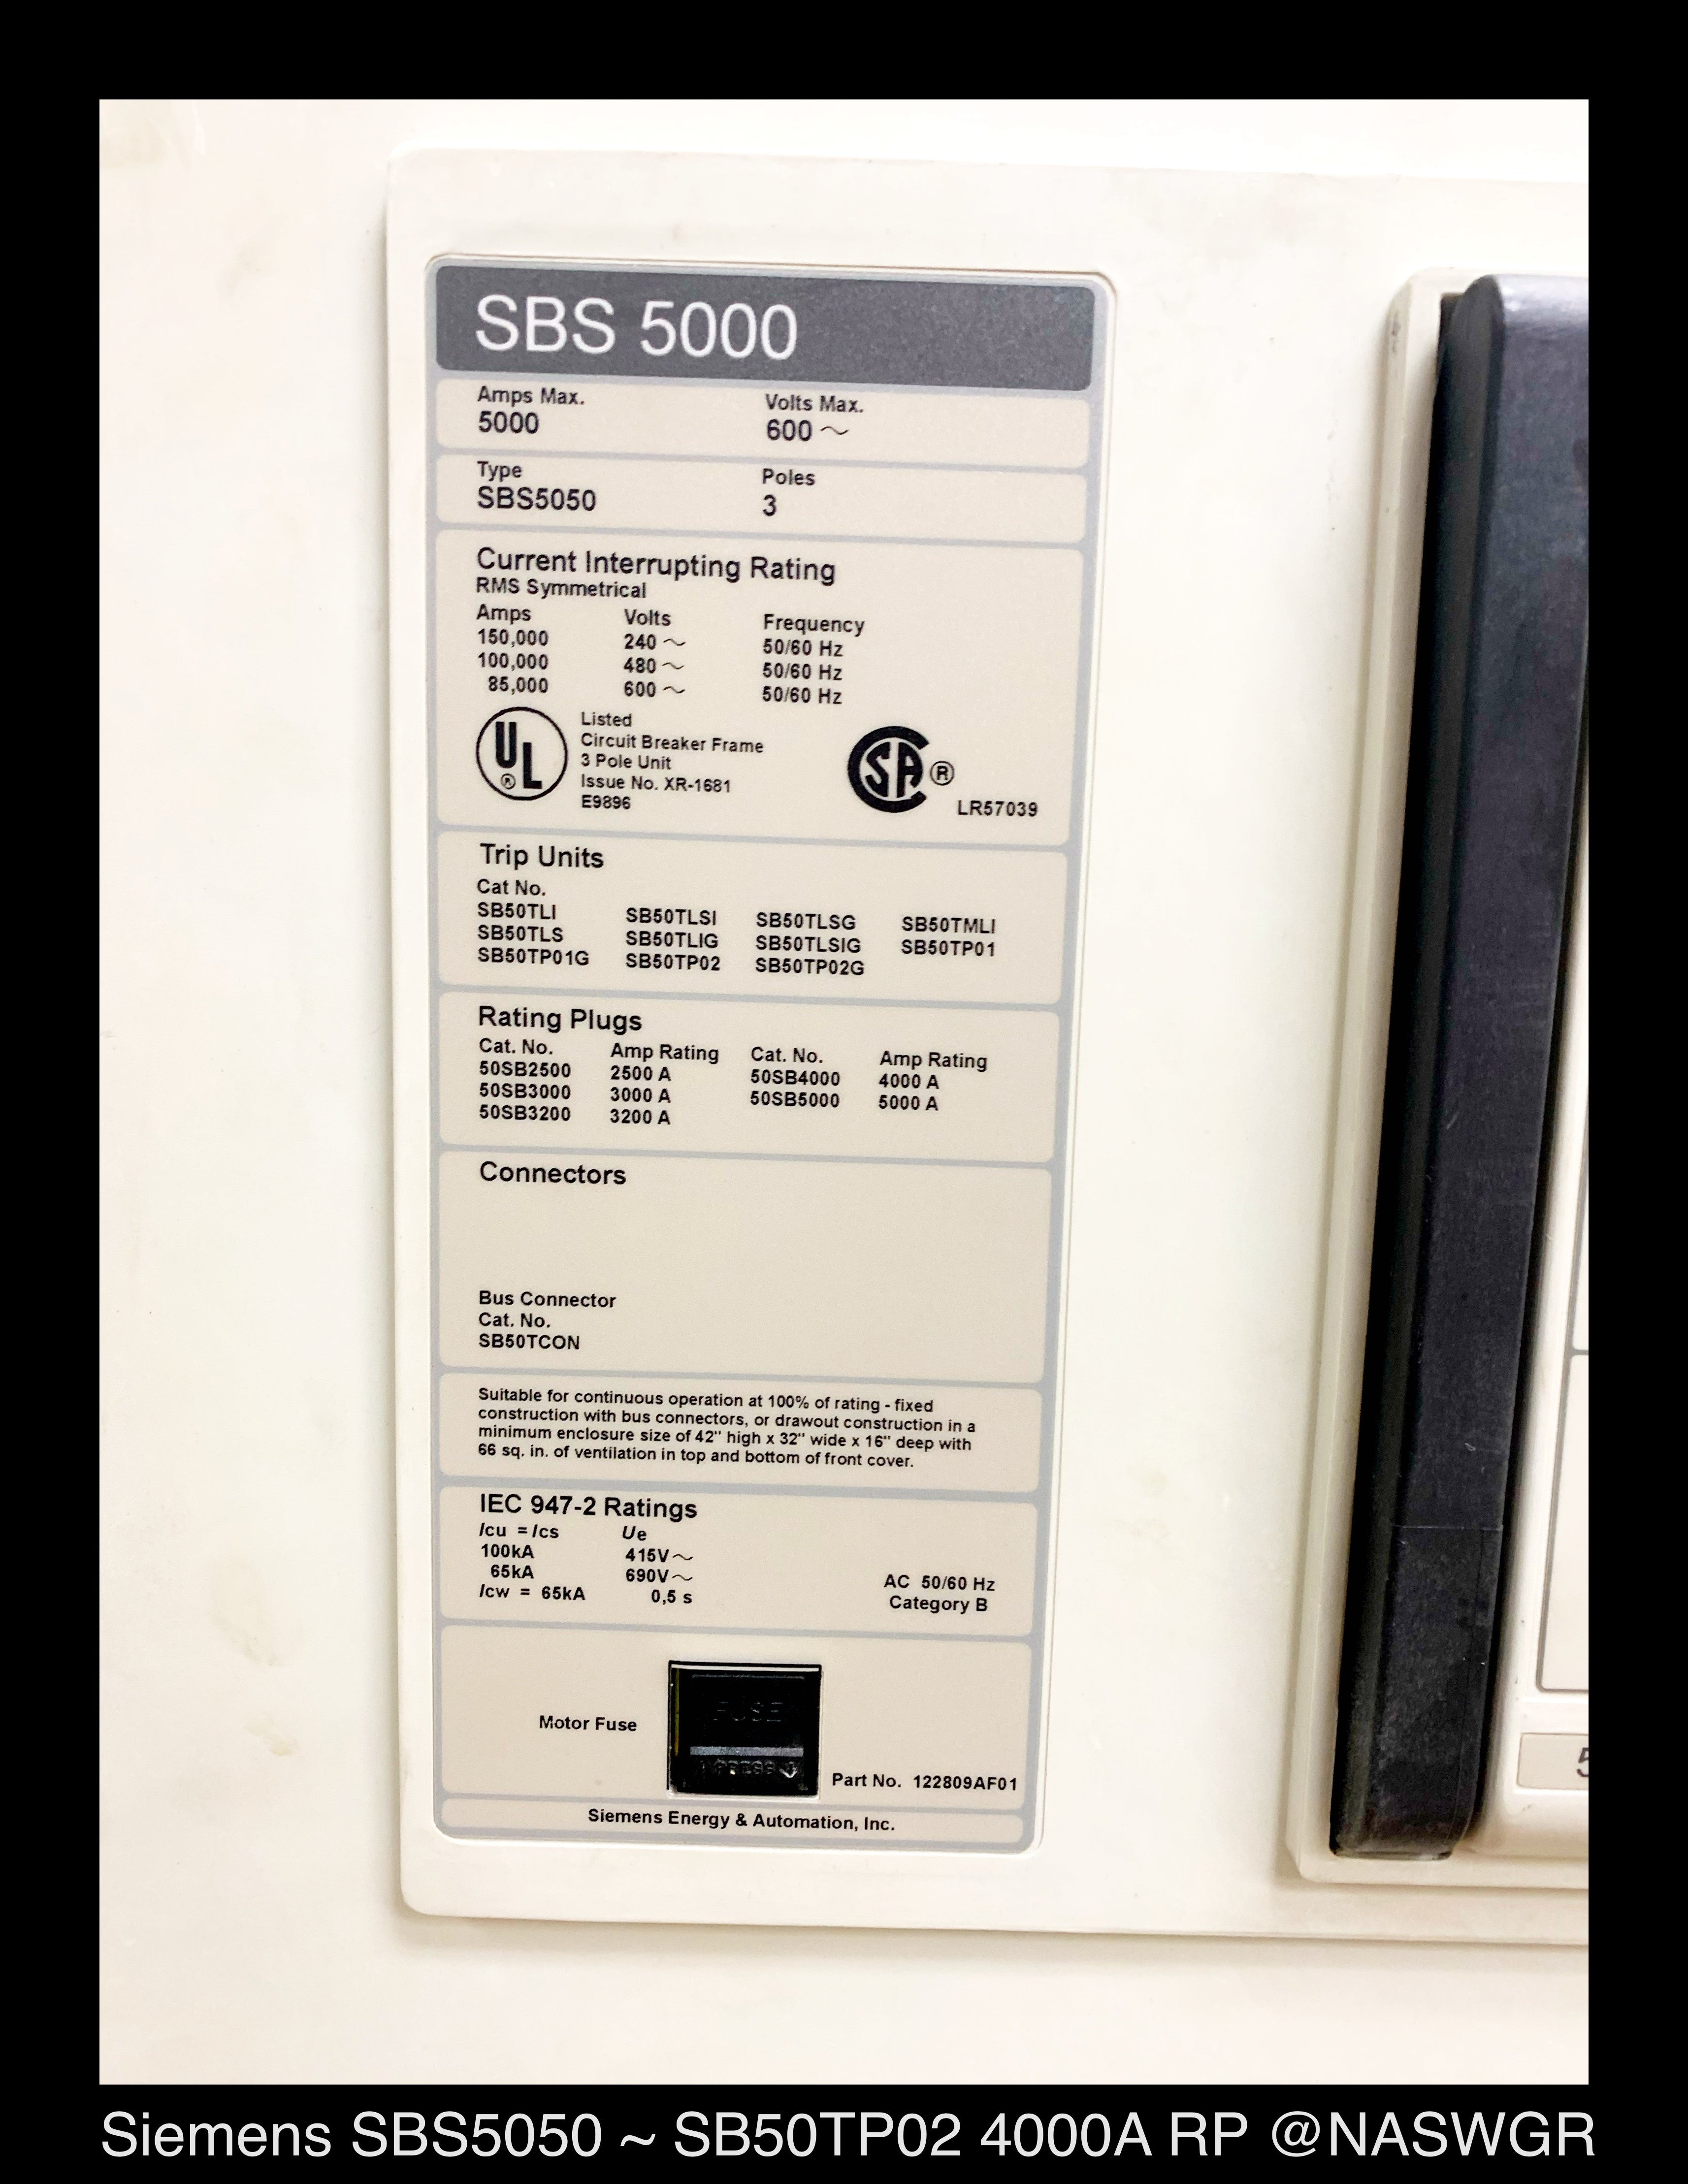 SBS 5000
Amps Max. Volts Max.
5000 600 ~
Type Poles
SBS5050 3
Current Interrupting Rating
RMS Symmetrical
Amps Volts Frequency
150,000 240 ~ 50/60 Hz
100,000 480 ~ 50/60 Hz
85,000 600 ~ 50/60 Hz
UL ®
Listed
Circuit Breaker Frame
3 Pole Unit
Issue No. XR-1681
E9896
CSA ®
LR57039
Trip Units
Cat No.
SB50TLI SB50TLSI SB50TLSG SB50TMLI
SB50TLS SB50TLIG SB50TLSIG SB50TP01
SB50TP01G SB50TP02 SB50TP02G
Rating Plugs
Cat. No. Amp Rating Cat. No. Amp Rating
50SB2500 2500 A 50SB4000 4000 A
50SB3000 3000 A 50SB5000 5000 A
50SB3200 3200 A
Connectors
Bus Connector
Cat. No.
SB50TCON
Suitable for continuous operation at 100% of rating - fixed
construction with bus connectors, or drawout construction in a
minimum enclosure size of 42" high x 32" wide x 16" deep with
66 sq. in. of ventilation in top and bottom of front cover.
IEC 947-2 Ratings
Icu = Ics Ue
100kA 415V~
65kA 690V~ AC 50/60 Hz
Icw = 65kA 0,5 s Category B
FUSE
Motor Fuse
PRESS
Part No. 122809AF01
Siemens Energy & Automation, Inc.
Siemens SBS5050 ~ SB50TP02 4000A RP @NASWGR